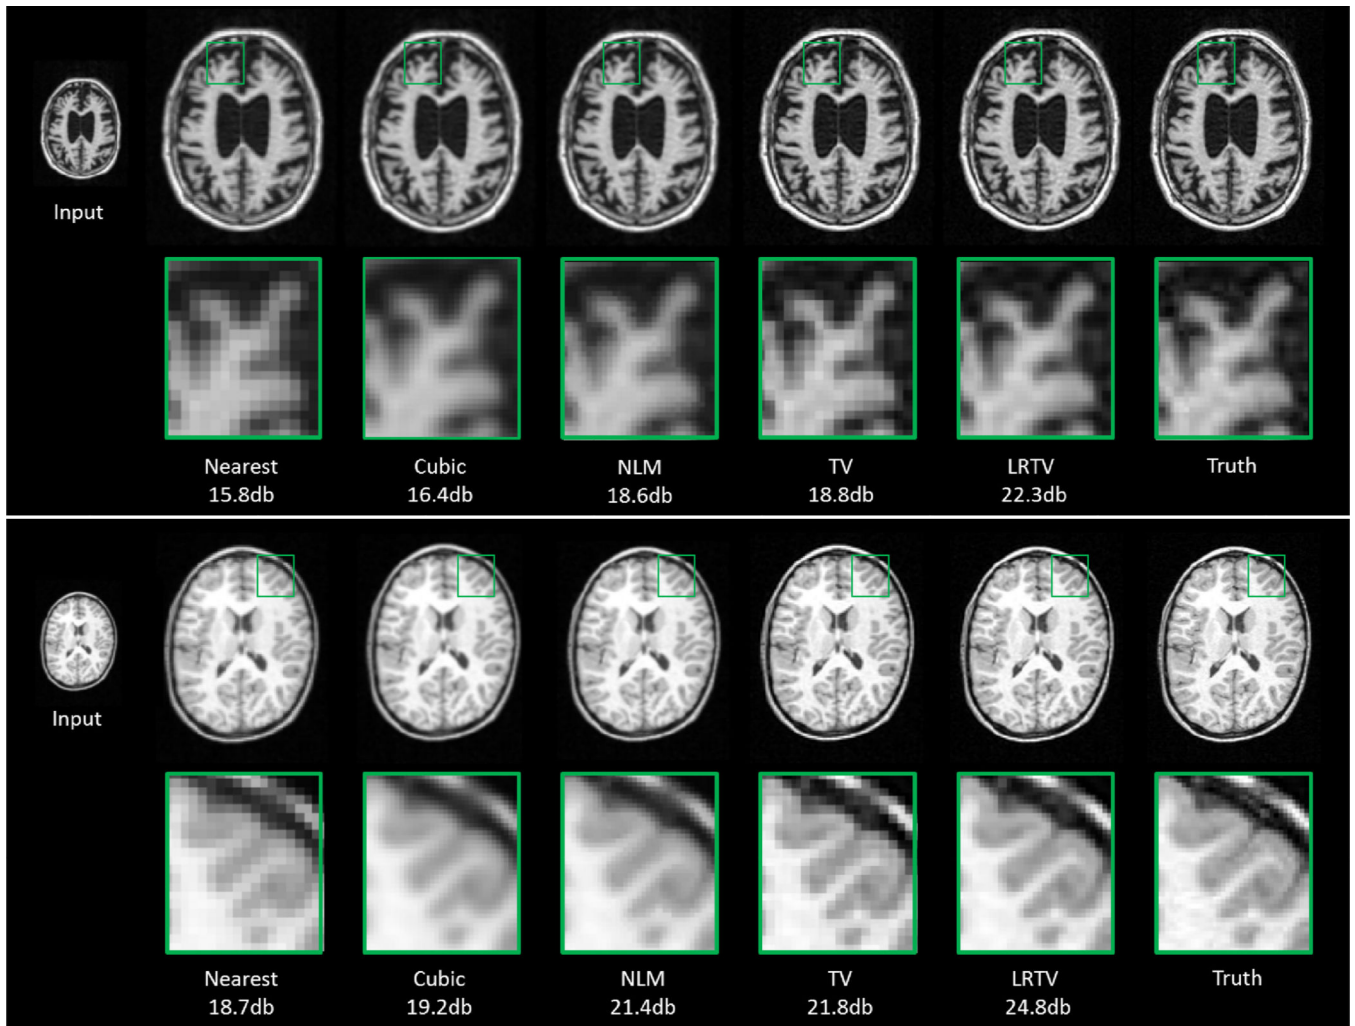 Input
Nearest
15.8db
Cubic
16.4db
NLM
18.6db
TV
18.8db
LRTV
22.3db
Truth
Input
Nearest
18.7db
Cubic
19.2db
NLM
21.4db
TV
21.8db
LRTV
24.8db
Truth